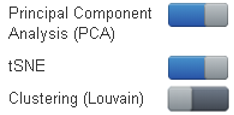 Principal Component
Analysis (PCA)
tSNE
Clustering (Louvain)